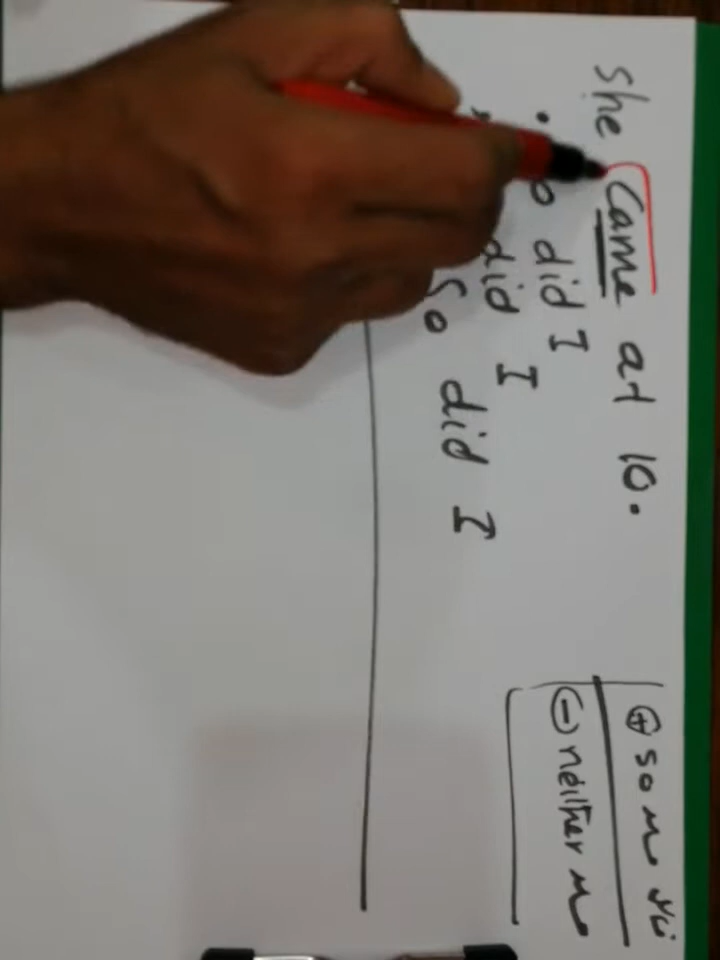 She came at 10.
did I
did I
So did I
⊕ so
⊖ neither